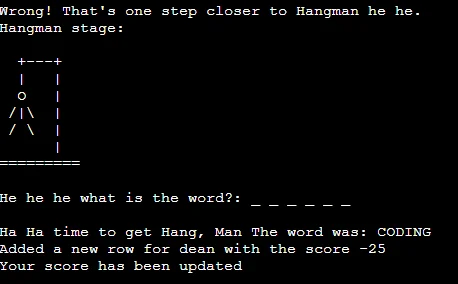 Wrong! That's one step closer to Hangman he he.
Hangman stage:
  +---+
  |   |
  O   |
 /|\  |
 / \  |
      |
=========
He he he what is the word?: _ _ _ _ _ _
Ha Ha time to get Hang, Man The word was: CODING
Added a new row for dean with the score -25
Your score has been updated